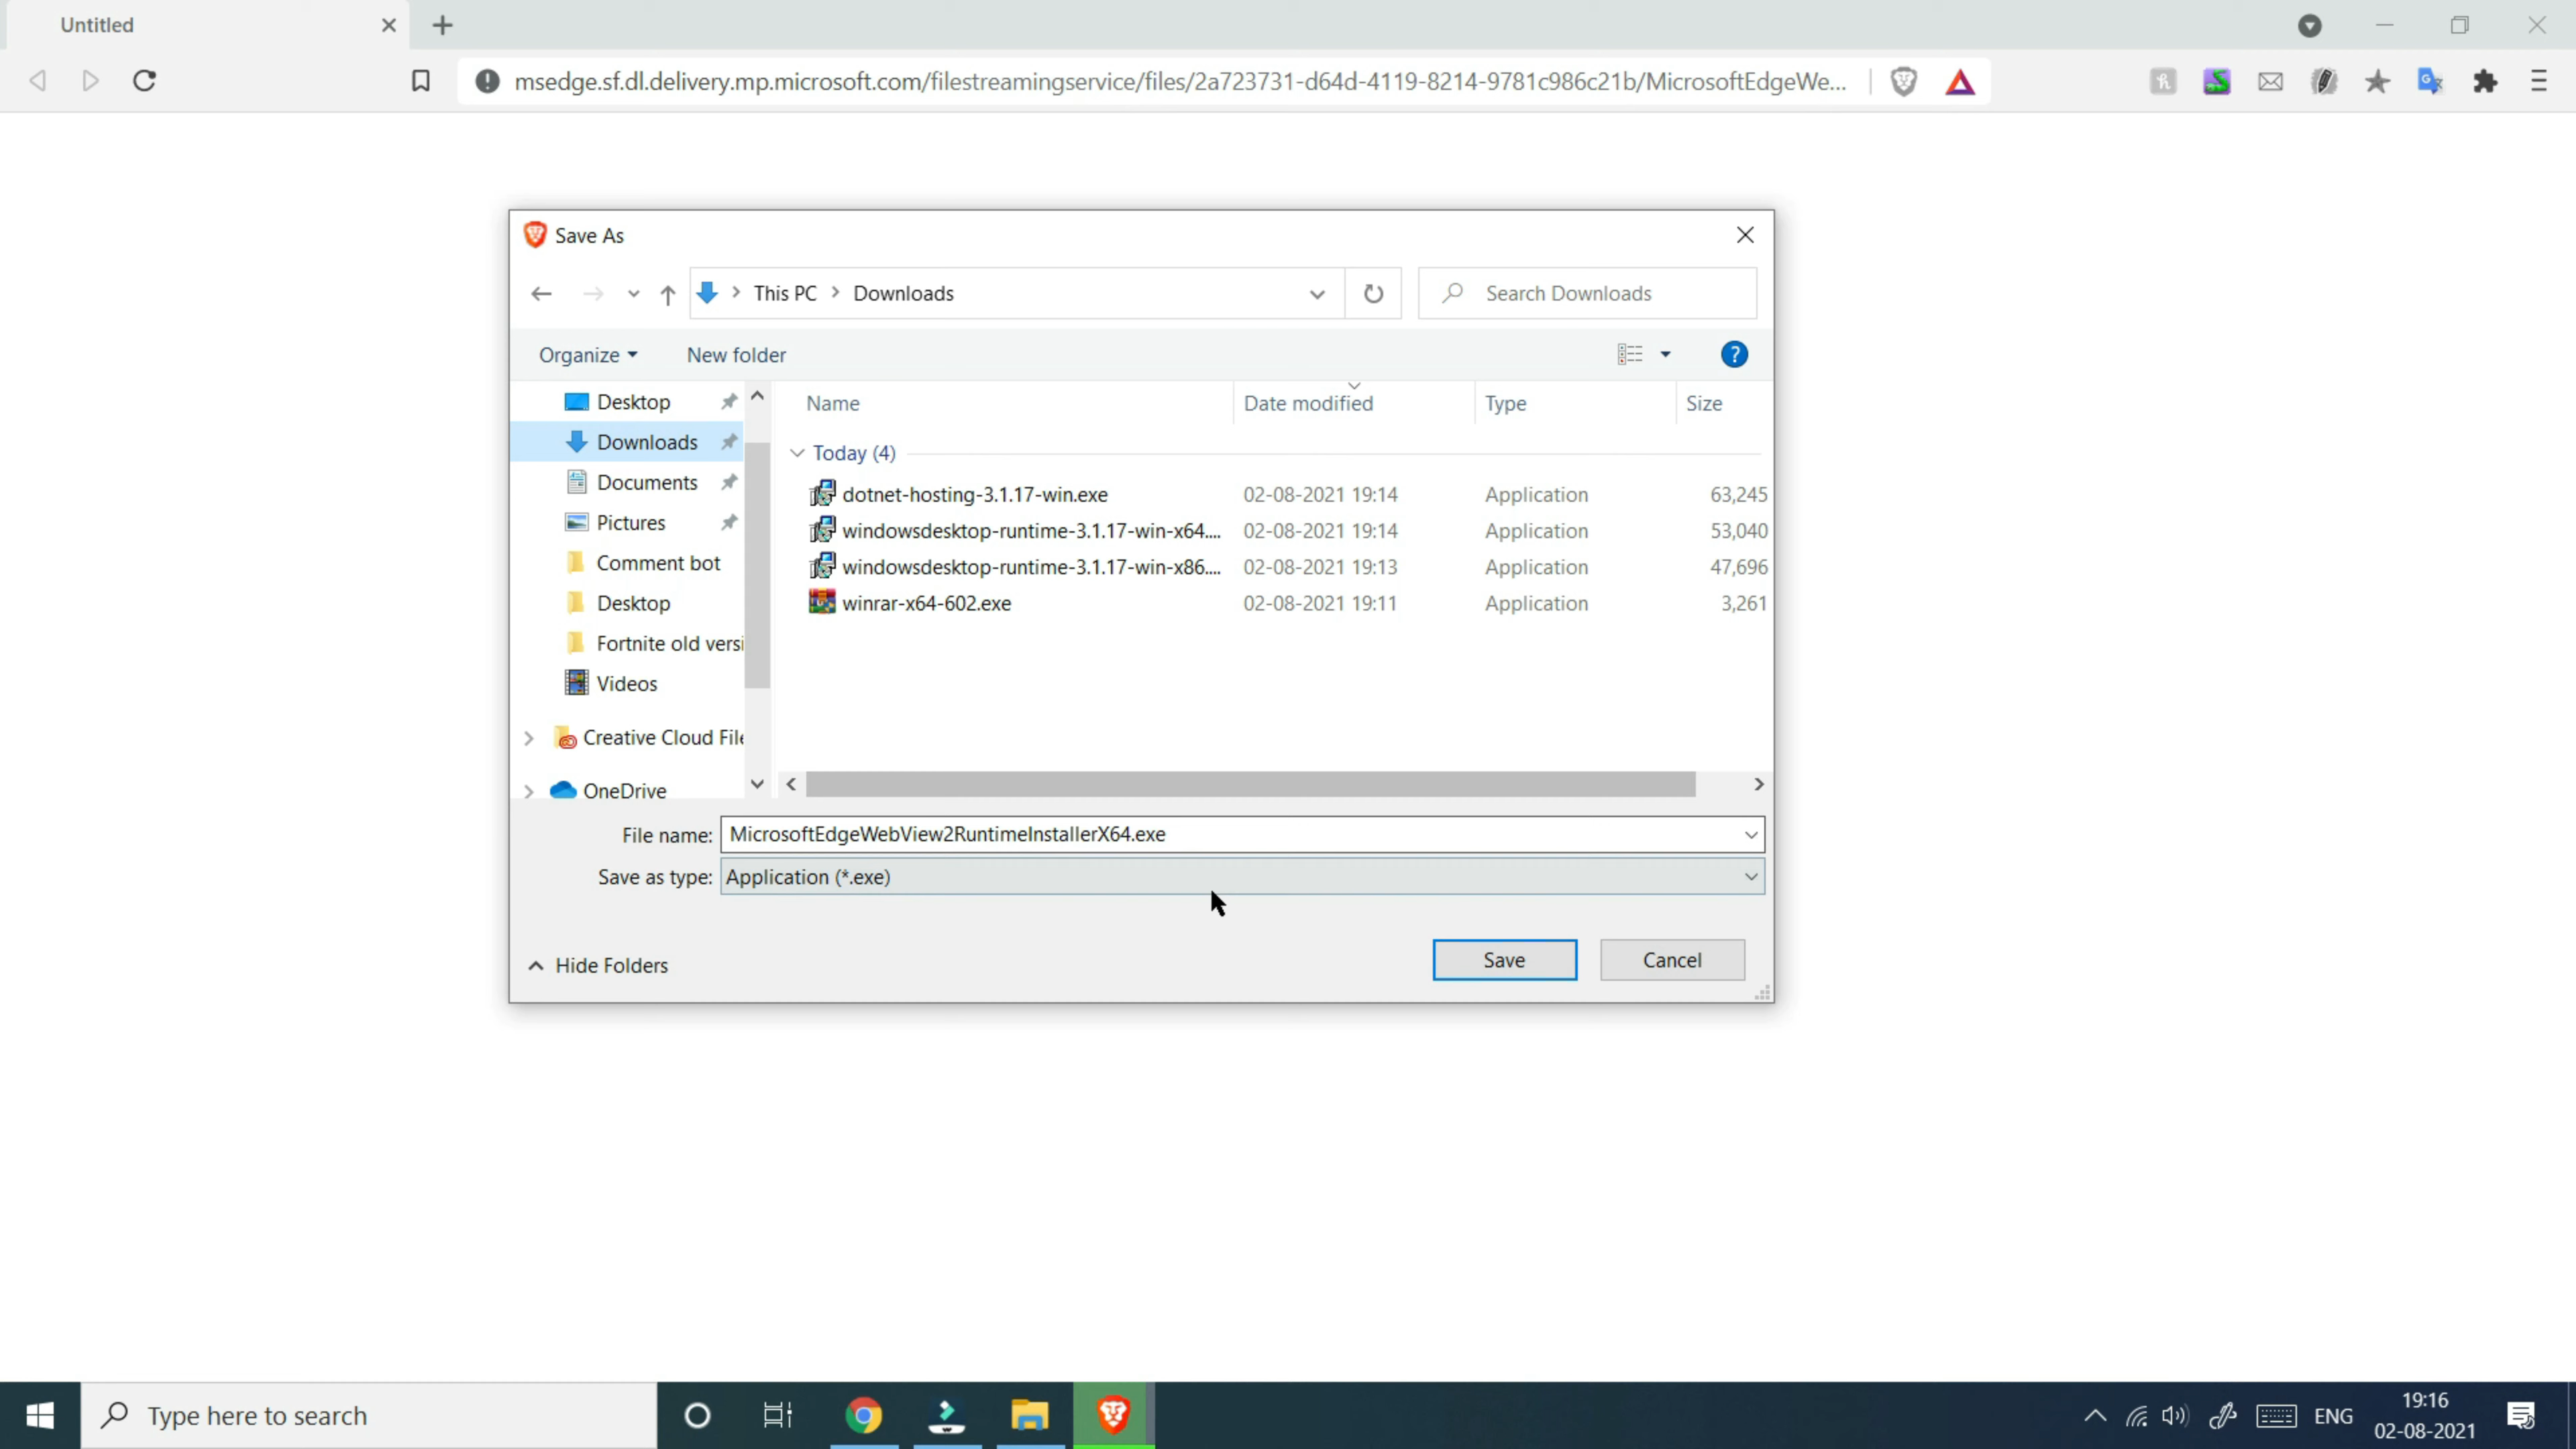 Untitled
msedge.sf.dl.delivery.mp.microsoft.com/filestreamingservice/files/2a723731-d64d-4119-8214-9781c986c21b/MicrosoftEdgeWe...
Save As
This PC > Downloads
Search Downloads
Organize
New folder
Name Date modified Type Size
Desktop
Downloads
Documents
Pictures
Comment bot
Desktop
Fortnite old versi
Videos
Creative Cloud File
OneDrive
Today (4)
dotnet-hosting-3.1.17-win.exe 02-08-2021 19:14 Application 63,245
windowsdesktop-runtime-3.1.17-win-x64.... 02-08-2021 19:14 Application 53,040
windowsdesktop-runtime-3.1.17-win-x86.... 02-08-2021 19:13 Application 47,696
winrar-x64-602.exe 02-08-2021 19:11 Application 3,261
File name: MicrosoftEdgeWebView2RuntimeInstallerX64.exe
Save as type: Application (*.exe)
Hide Folders
Save
Cancel
Type here to search
ENG
19:16
02-08-2021